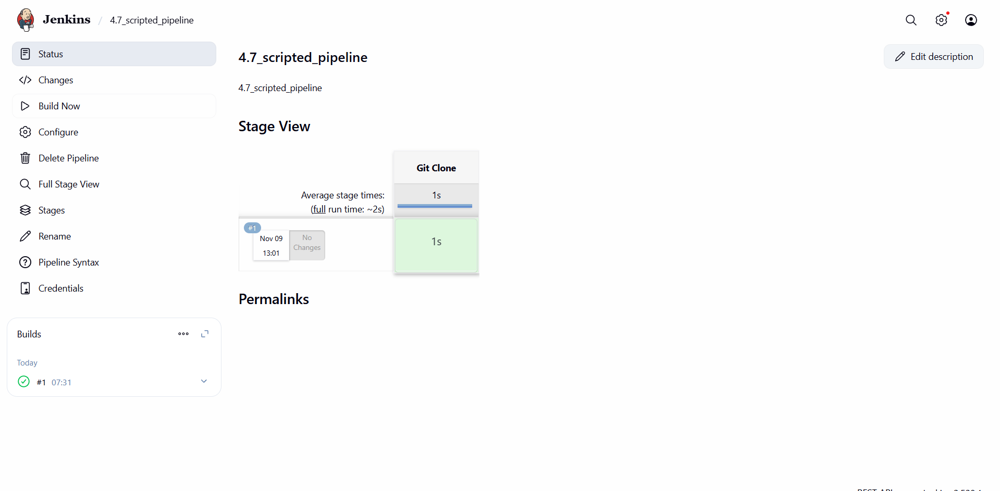 Jenkins / 4.7_scripted_pipeline
Status
Changes
Build Now
Configure
Delete Pipeline
Full Stage View
Stages
Rename
Pipeline Syntax
Credentials
Builds
Today
#1 07:31
4.7_scripted_pipeline
Edit description
4.7_scripted_pipeline
Stage View
Git Clone
Average stage times:
(full run time: ~2s)
1s
#1
Nov 09
13:01
No
Changes
1s
Permalinks
REST API